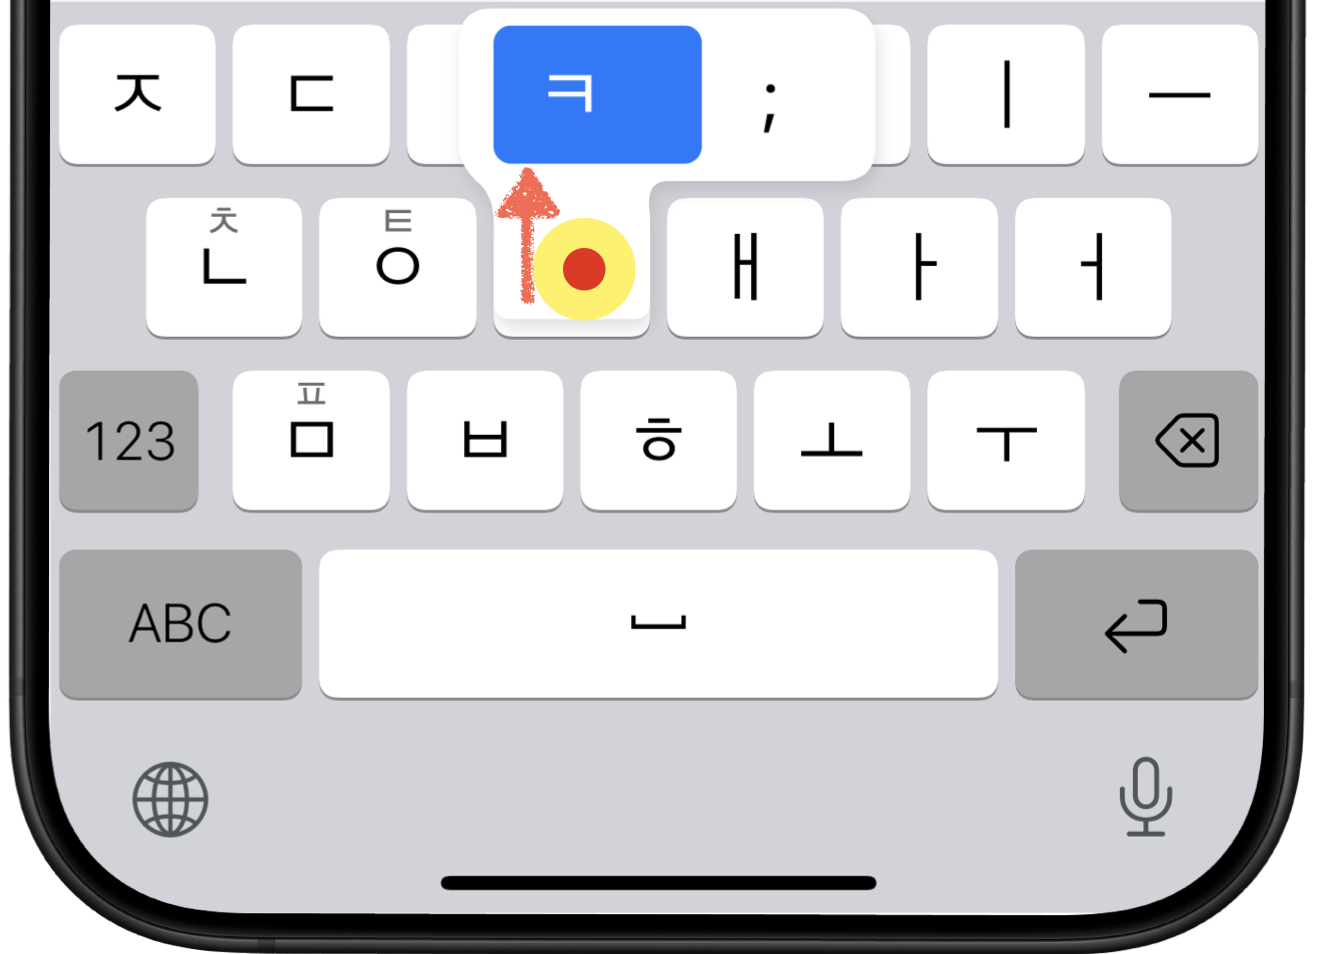 ㅈ ㄷ ㅋ ; ㅣ ㅡ
ㅊ ㅌ
ㄴ ㅇ ㅐ ㅏ ㅓ
ㅍ
123 ㅁ ㅂ ㅎ ㅗ ㅜ
ABC